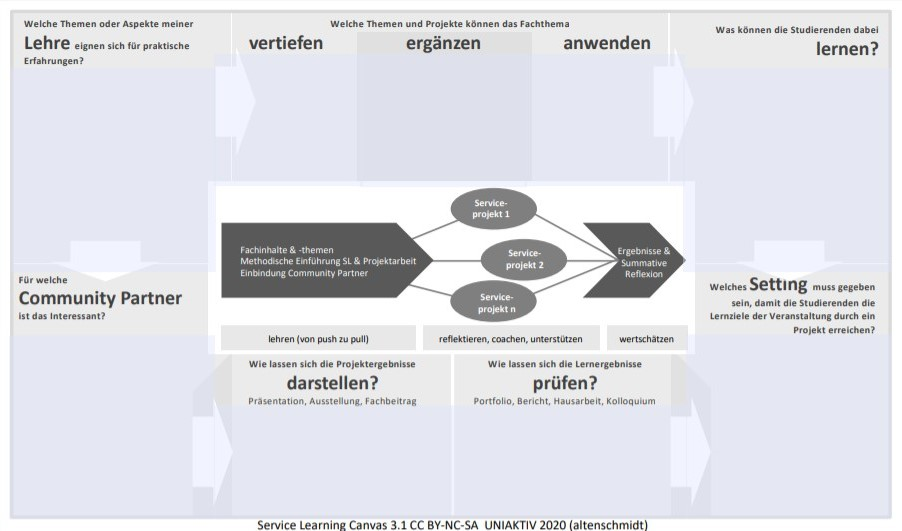 Welche Themen oder Aspekte meiner
Lehre eignen sich für praktische
Erfahrungen?
Welche Themen und Projekte können das Fachthema
vertiefen ergänzen anwenden
Was können die Studierenden dabei
lernen?
Service-
projekt 1
Fachinhalte & -themen
Methodische Einführung SL & Projektarbeit
Einbindung Community Partner
Service-
projekt 2
Service-
projekt n
Ergebnisse &
Summative
Reflexion
Für welche
Community Partner
ist das Interessant?
Welches Setting muss gegeben
sein, damit die Studierenden die
Lernziele der Veranstaltung durch ein
Projekt erreichen?
lehren (von push zu pull)
reflektieren, coachen, unterstützen
wertschätzen
Wie lassen sich die Projektergebnisse
darstellen?
Präsentation, Ausstellung, Fachbeitrag
Wie lassen sich die Lernergebnisse
prüfen?
Portfolio, Bericht, Hausarbeit, Kolloquium
Service Learning Canvas 3.1 CC BY-NC-SA UNIAKTIV 2020 (altenschmidt)